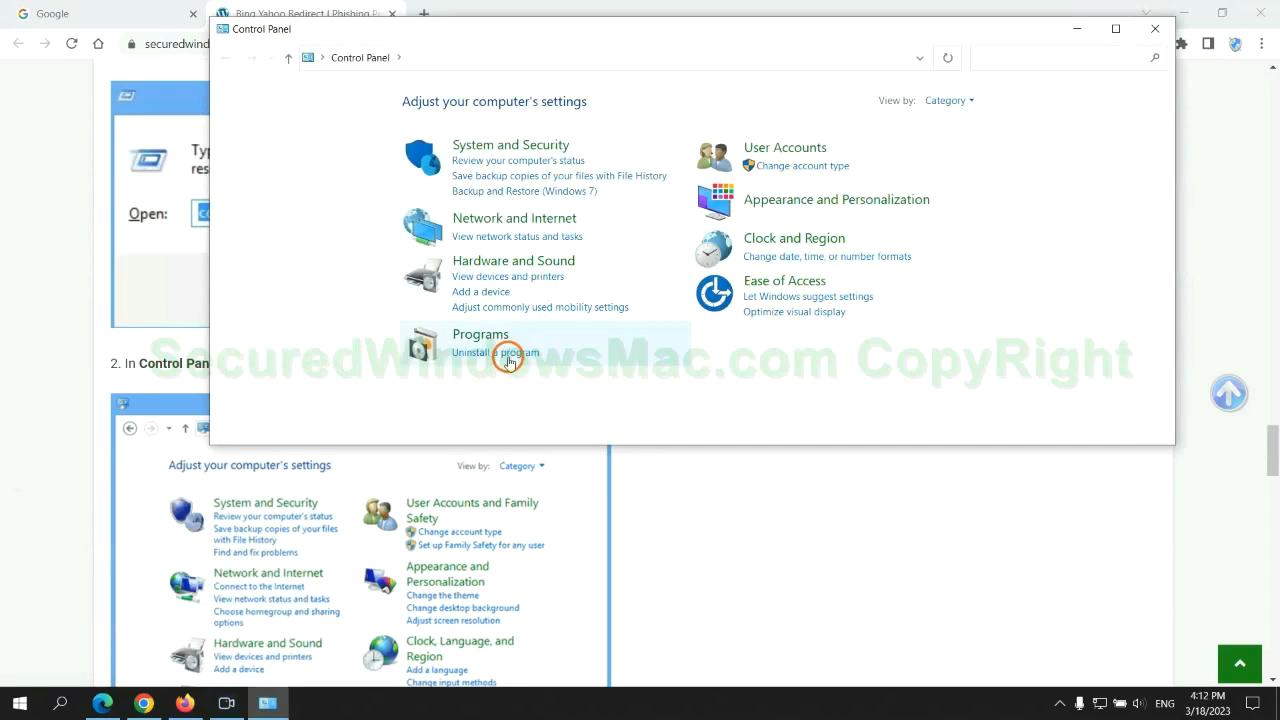 Google
Bing Yahoo Redirect | Phishing Pa
Control Panel
securedwind
Control Panel
Adjust your computer's settings
View by: Category
System and Security
Review your computer's status
Save backup copies of your files with File History
Backup and Restore (Windows 7)
Network and Internet
View network status and tasks
Hardware and Sound
View devices and printers
Add a device
Adjust commonly used mobility settings
Programs
Uninstall a program
User Accounts
Change account type
Appearance and Personalization
Clock and Region
Change date, time, or number formats
Ease of Access
Let Windows suggest settings
Optimize visual display
SecuredWindowsMac.com CopyRight
Typ
res
Open: co
2. In Control Pan
Adjust your computer's settings
View by: Category
System and Security
Review your computer's status
Save backup copies of your files
with File History
Find and fix problems
Network and Internet
Connect to the Internet
View network status and tasks
Choose homegroup and sharing
options
Hardware and Sound
View devices and printers
Add a device
User Accounts and Family
Safety
Change account type
Set up Family Safety for any user
Appearance and
Personalization
Change the theme
Change desktop background
Adjust screen resolution
Clock, Language, and
Region
Add a language
Change input methods
ENG
4:12 PM
3/18/2023